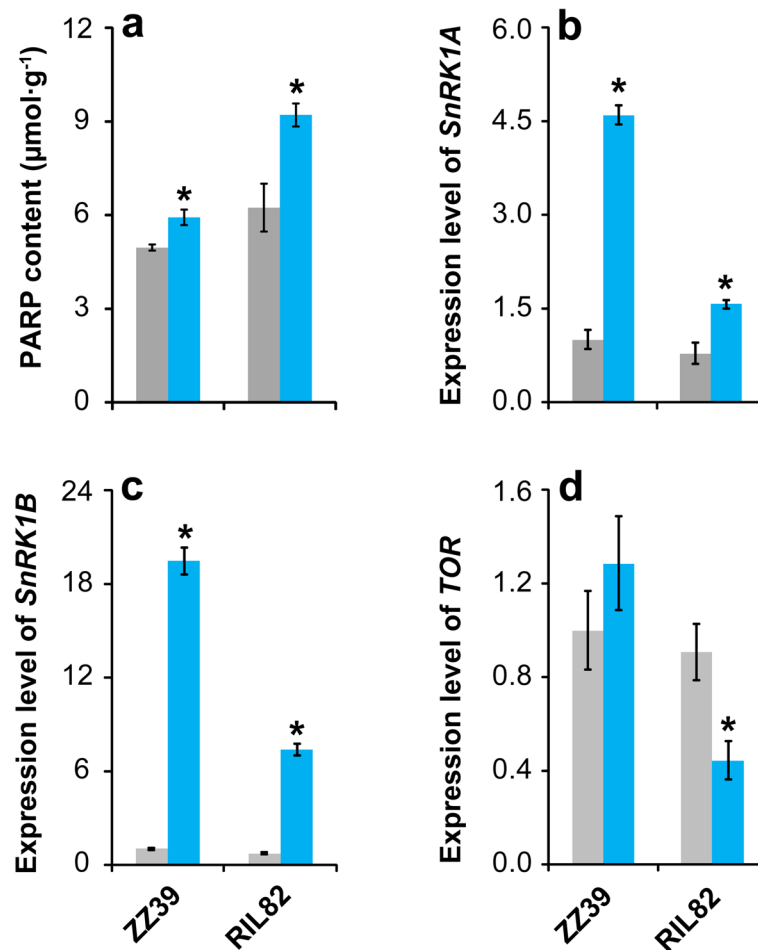 a
PARP content (µmol·g⁻¹)
12
9
6
3
0
*
*
b
Expression level of SnRK1A
6.0
4.5
3.0
1.5
0.0
*
*
c
Expression level of SnRK1B
24
18
12
6
0
*
*
ZZ39
RIL82
d
Expression level of TOR
1.6
1.2
0.8
0.4
0.0
*
ZZ39
RIL82